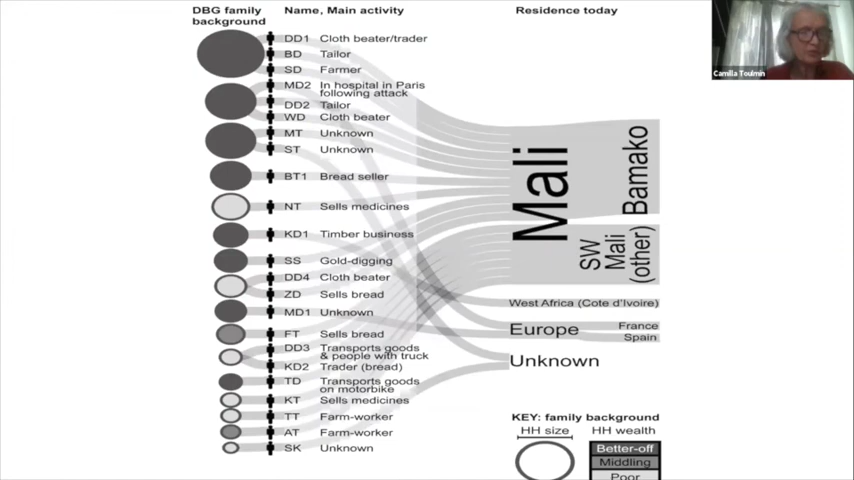 DBG family
background
Name, Main activity
Residence today
DD1 Cloth beater/trader
BD Tailor
SD Farmer
MD2 In hospital in Paris
following attack
DD2 Tailor
WD Cloth beater
MT Unknown
ST Unknown
BT1 Bread seller
NT Sells medicines
KD1 Timber business
SS Gold-digging
DD4 Cloth beater
ZD Sells bread
MD1 Unknown
FT Sells bread
DD3 Transports goods
& people with truck
KD2 Trader (bread)
TD Transports goods
on motorbike
KT Sells medicines
TT Farm-worker
AT Farm-worker
SK Unknown
Mali
Bamako
SW
Mali
(other)
West Africa (Cote d'Ivoire)
Europe
France
Spain
Unknown
KEY: family background
HH size
HH wealth
Better-off
Middling
Poor
Camilla Toulmin